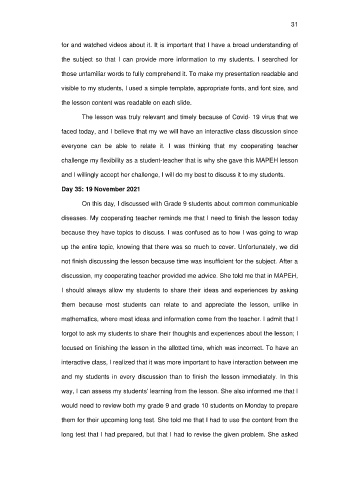 31
for and watched videos about it. It is important that I have a broad understanding of
the subject so that I can provide more information to my students. I searched for
those unfamiliar words to fully comprehend it. To make my presentation readable and
visible to my students, I used a simple template, appropriate fonts, and font size, and
the lesson content was readable on each slide.
The lesson was truly relevant and timely because of Covid- 19 virus that we
faced today, and I believe that my we will have an interactive class discussion since
everyone can be able to relate it. I was thinking that my cooperating teacher
challenge my flexibility as a student-teacher that is why she gave this MAPEH lesson
and I willingly accept her challenge, I will do my best to discuss it to my students.
Day 35: 19 November 2021
On this day, I discussed with Grade 9 students about common communicable
diseases. My cooperating teacher reminds me that I need to finish the lesson today
because they have topics to discuss. I was confused as to how I was going to wrap
up the entire topic, knowing that there was so much to cover. Unfortunately, we did
not finish discussing the lesson because time was insufficient for the subject. After a
discussion, my cooperating teacher provided me advice. She told me that in MAPEH,
I should always allow my students to share their ideas and experiences by asking
them because most students can relate to and appreciate the lesson, unlike in
mathematics, where most ideas and information come from the teacher. I admit that I
forgot to ask my students to share their thoughts and experiences about the lesson; I
focused on finishing the lesson in the allotted time, which was incorrect. To have an
interactive class, I realized that it was more important to have interaction between me
and my students in every discussion than to finish the lesson immediately. In this
way, I can assess my students' learning from the lesson. She also informed me that I
would need to review both my grade 9 and grade 10 students on Monday to prepare
them for their upcoming long test. She told me that I had to use the content from the
long test that I had prepared, but that I had to revise the given problem. She asked